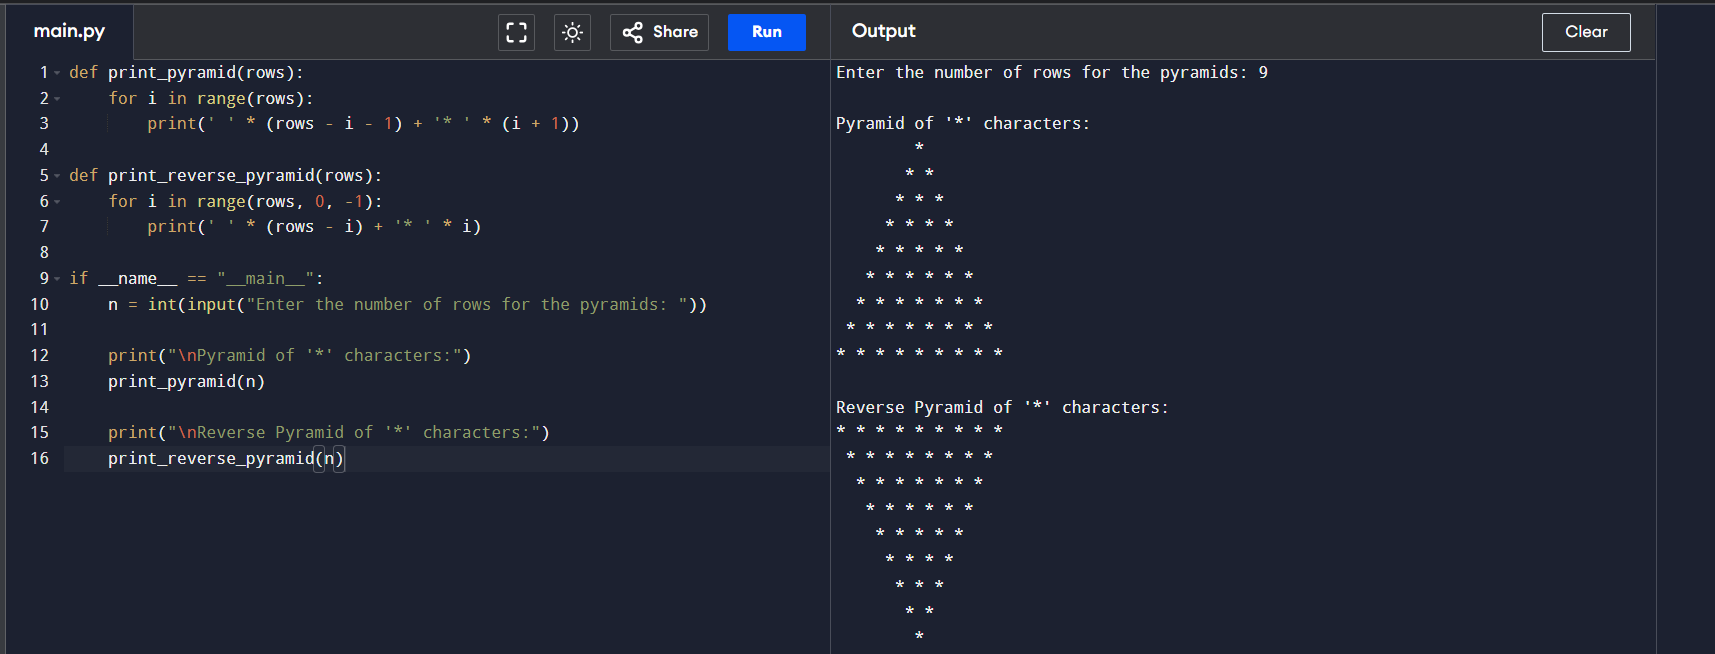 main.py
Share
Run
1 def print_pyramid(rows):
2     for i in range(rows):
3         print(' ' * (rows - i - 1) + '* ' * (i + 1))
4
5 def print_reverse_pyramid(rows):
6     for i in range(rows, 0, -1):
7         print(' ' * (rows - i) + '* ' * i)
8
9 if __name__ == "__main__":
10     n = int(input("Enter the number of rows for the pyramids: "))
11
12     print("\nPyramid of '*' characters:")
13     print_pyramid(n)
14
15     print("\nReverse Pyramid of '*' characters:")
16     print_reverse_pyramid(n)
Output
Clear
Enter the number of rows for the pyramids: 9

Pyramid of '*' characters:
        *
       * *
      * * *
     * * * *
    * * * * *
   * * * * * *
  * * * * * * *
 * * * * * * * *
* * * * * * * * *

Reverse Pyramid of '*' characters:
* * * * * * * * *
 * * * * * * * *
  * * * * * * *
   * * * * * *
    * * * * *
     * * * *
      * * *
       * *
        *